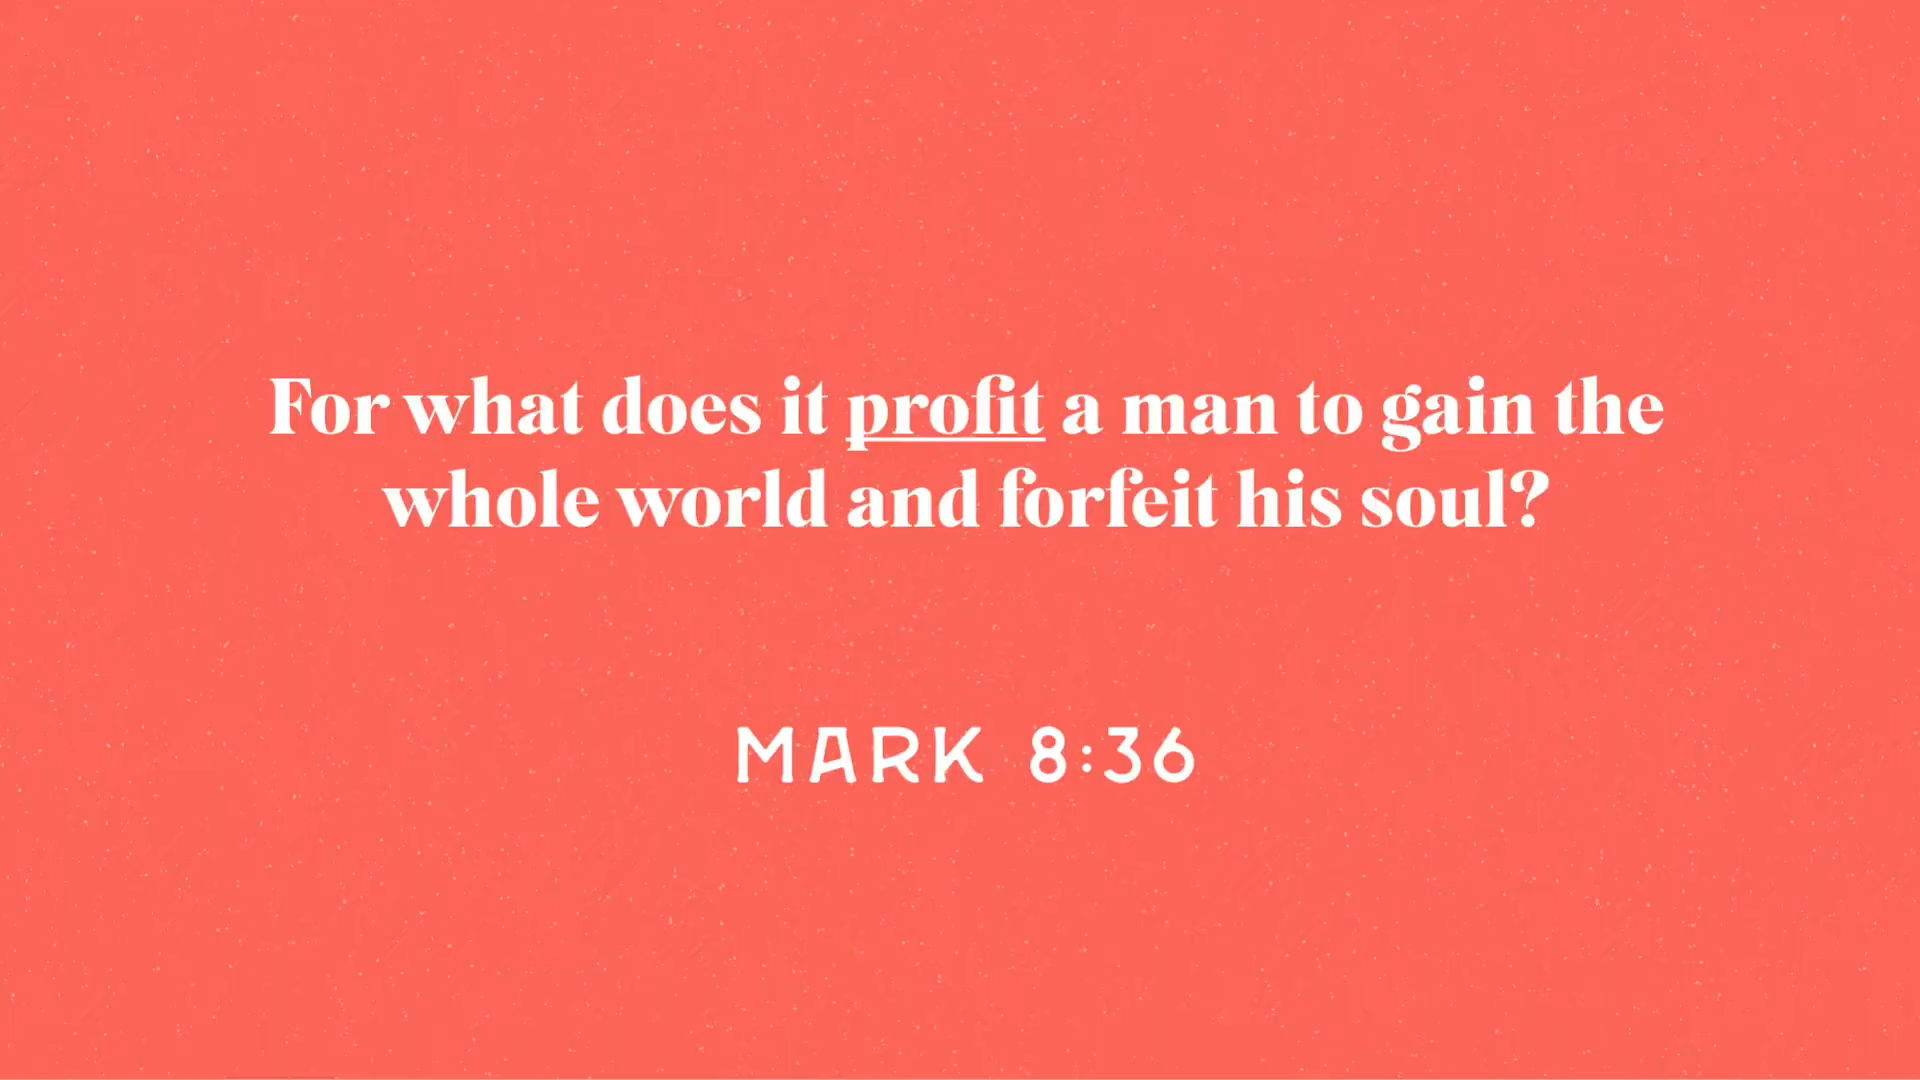 For what does it profit a man to gain the
whole world and forfeit his soul?
MARK 8:36